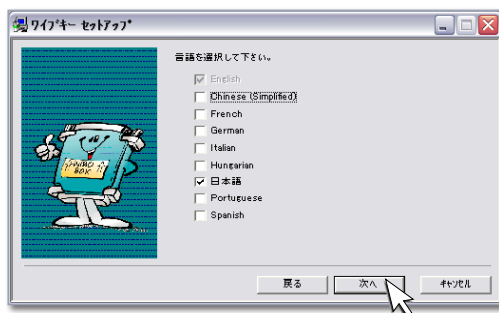 ワイプキー セットアップ
言語を選択して下さい。
English
Chinese (Simplified)
French
German
Italian
Hungarian
日本語
Portuguese
Spanish
戻る
次へ
キャンセル